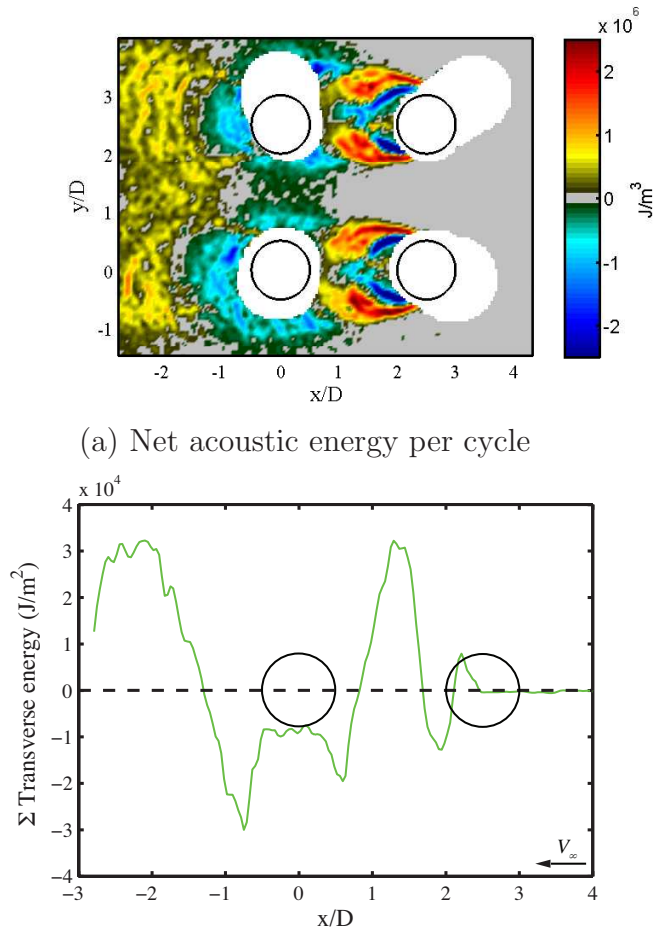 x 10^6
3
2
1
0
-1
y/D
-2 -1 0 1 2 3 4
x/D
2
1
0
-1
-2
J/m^3
(a) Net acoustic energy per cycle
x 10^4
4
3
2
1
0
−1
−2
−3
−4
Σ Transverse energy (J/m^2)
V_∞
−3 −2 −1 0 1 2 3 4
x/D